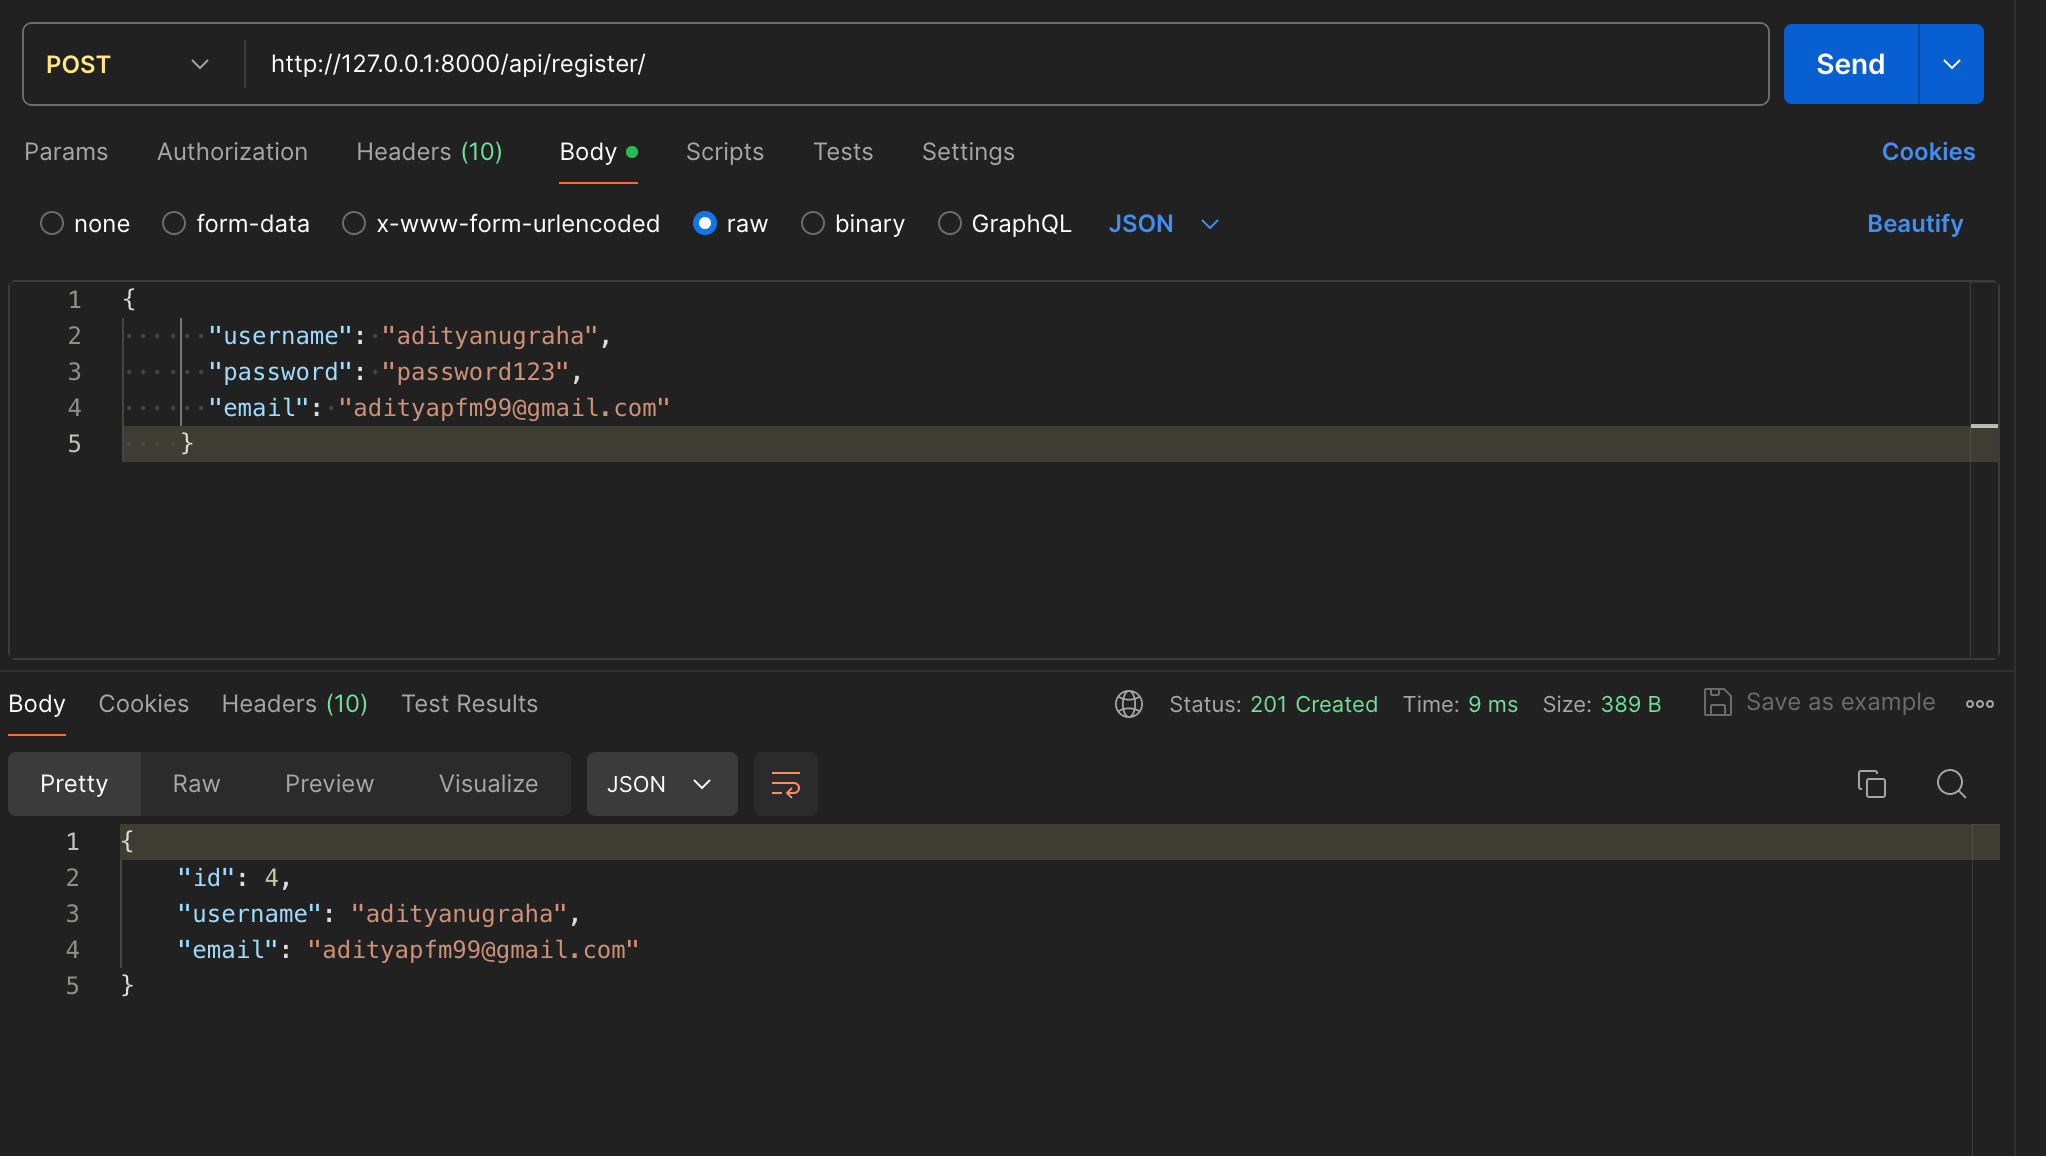 POST http://127.0.0.1:8000/api/register/ Send
Params Authorization Headers (10) Body Scripts Tests Settings Cookies
none form-data x-www-form-urlencoded raw binary GraphQL JSON Beautify
1 {
2 "username": "adityanugraha",
3 "password": "password123",
4 "email": "adityapfm99@gmail.com"
5 }
Body Cookies Headers (10) Test Results Status: 201 Created Time: 9 ms Size: 389 B Save as example
Pretty Raw Preview Visualize JSON
1 {
2 "id": 4,
3 "username": "adityanugraha",
4 "email": "adityapfm99@gmail.com"
5 }